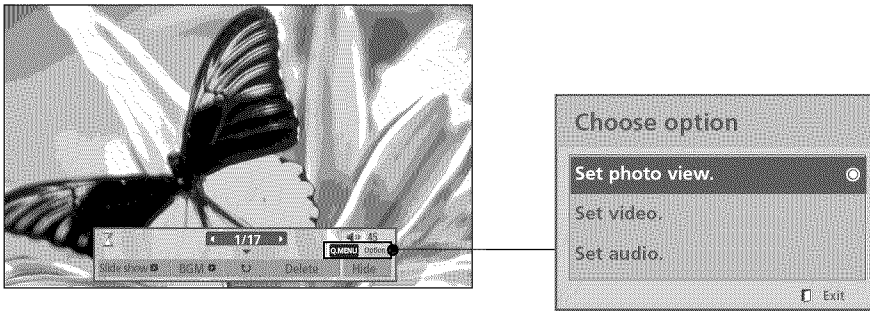 1/17
45
Q.MENU Option
Slide show BGM Delete Hide
Choose option
Set photo view.
Set video.
Set audio.
Exit